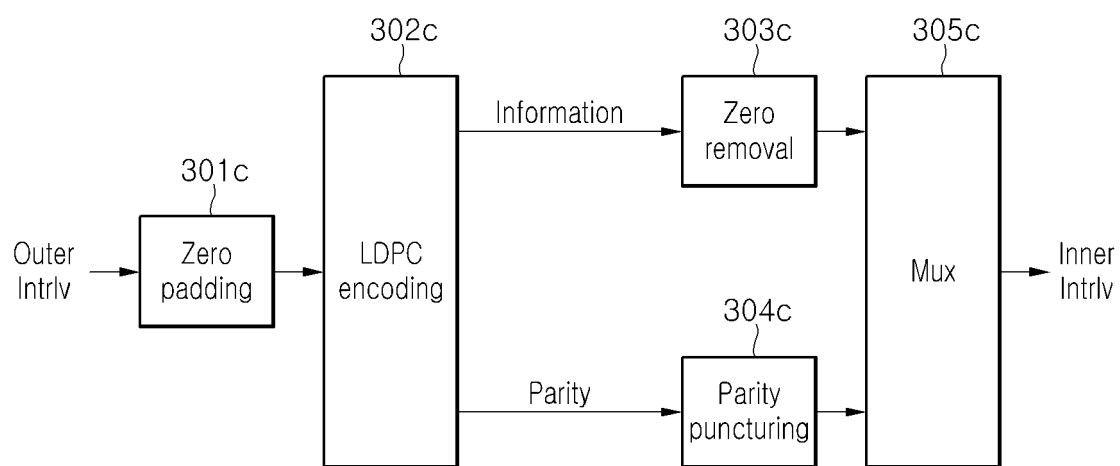 302c
303c
305c
Information
Zero
removal
301c
Outer
Intrlv
Zero
padding
LDPC
encoding
Mux
Inner
Intrlv
304c
Parity
Parity
puncturing